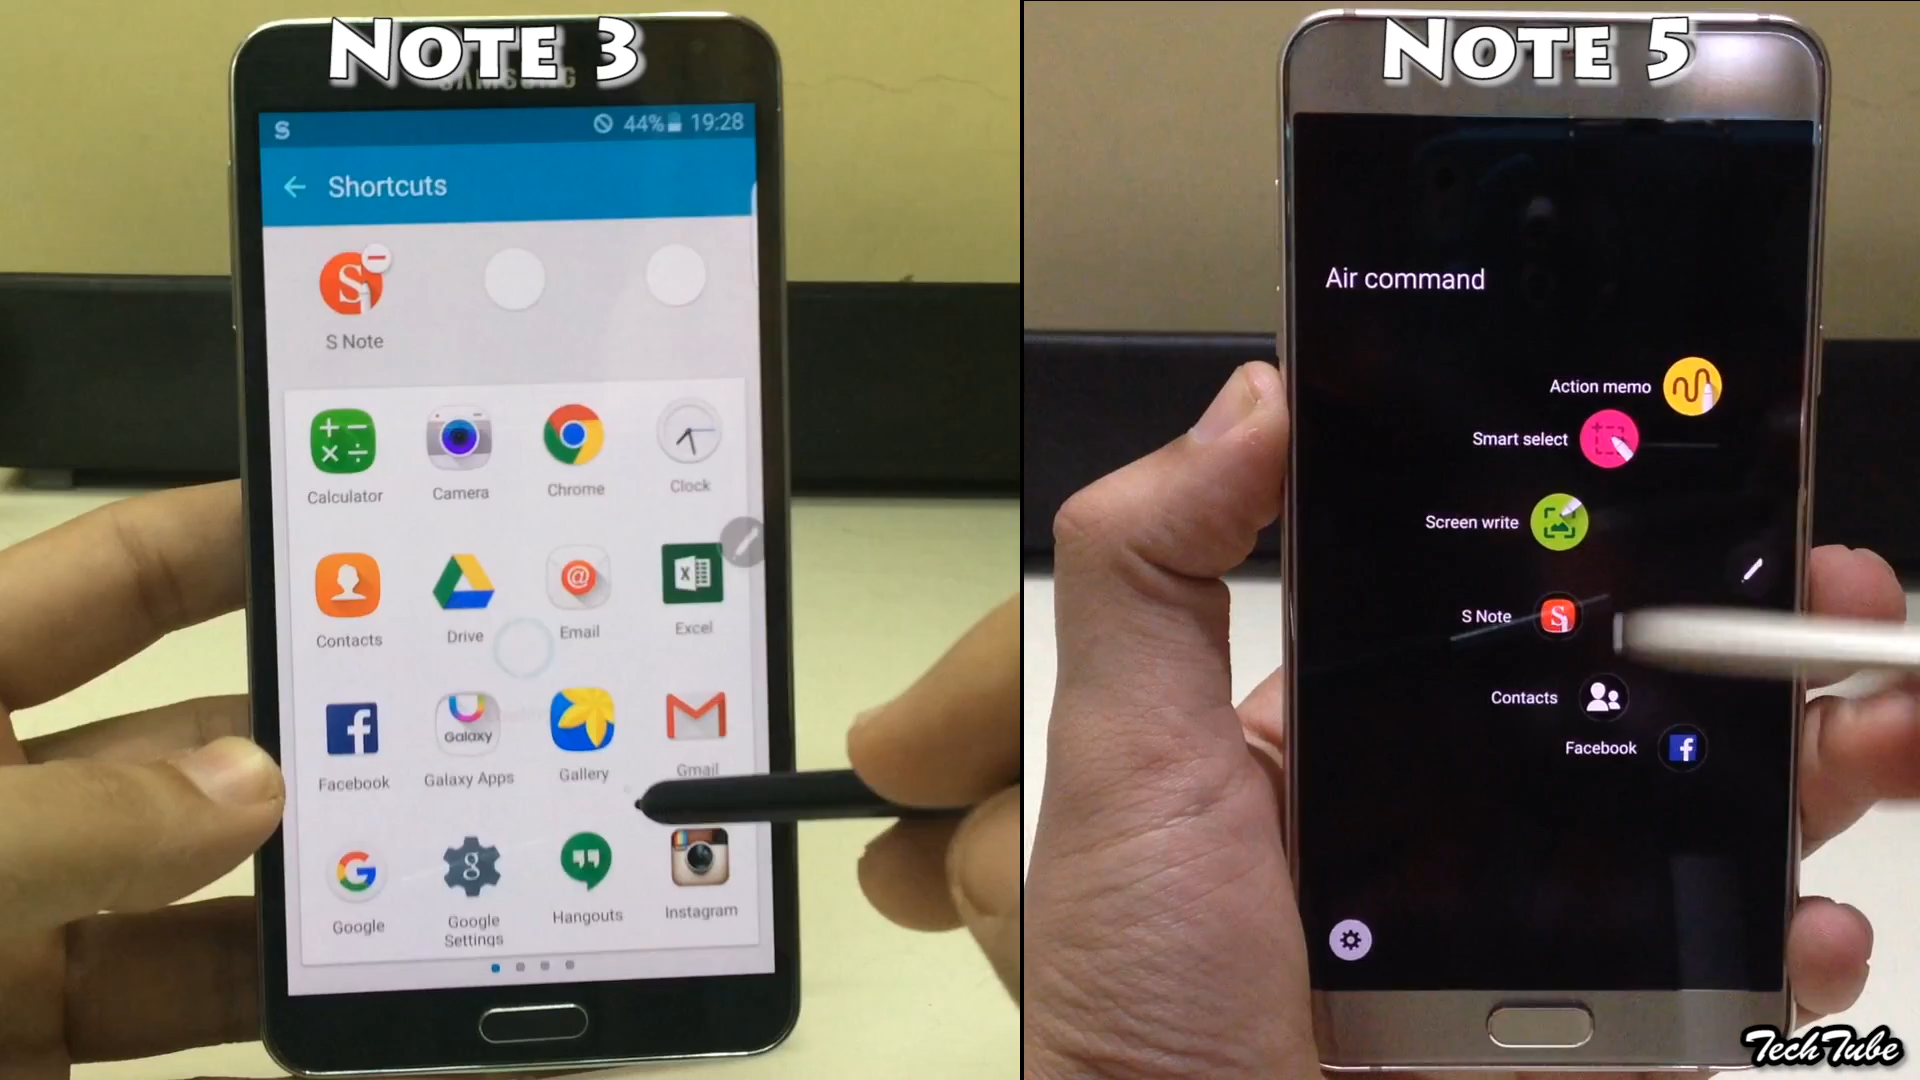 NOTE 3
SAMSUNG
S
44%
19:28
Shortcuts
S
S Note
Calculator
Camera
Chrome
Clock
Contacts
Drive
Email
Excel
Facebook
Galaxy
Galaxy Apps
Gallery
Gmail
Google
Google
Settings
Hangouts
Instagram
NOTE 5
Air command
Action memo
Smart select
Screen write
S Note
S
Contacts
Facebook
TechTube